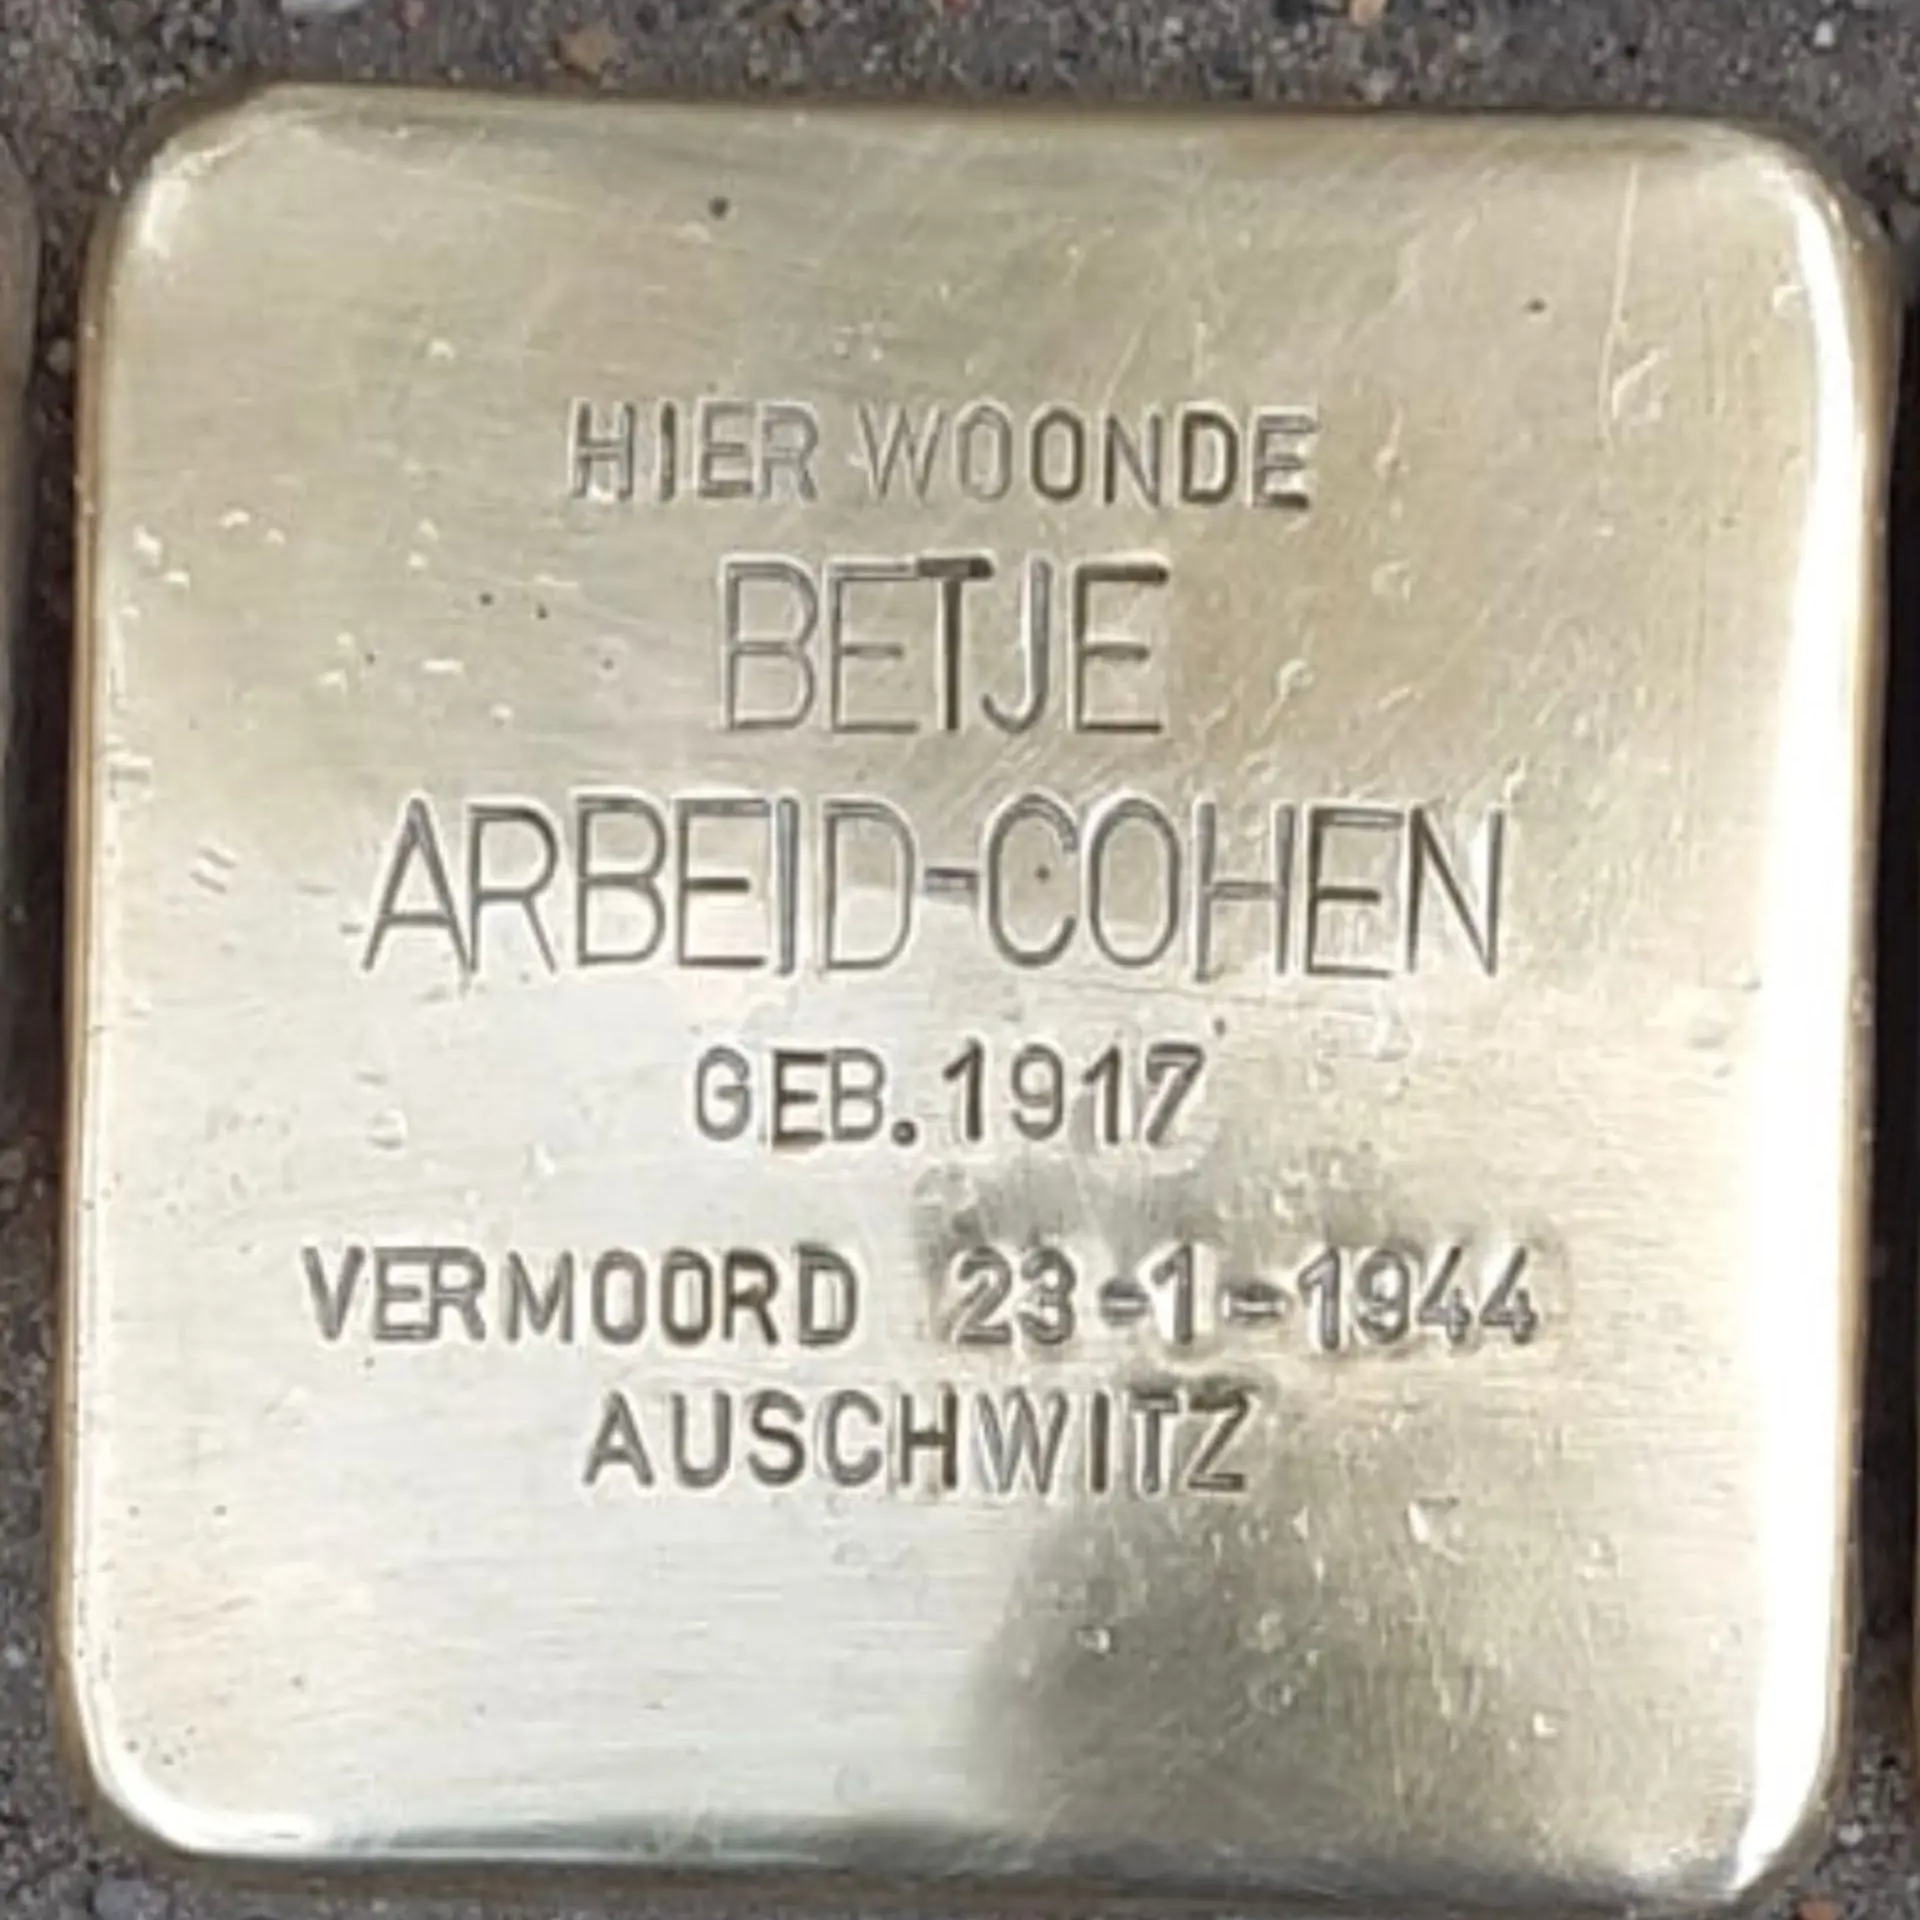 HIER WOONDE
BETJE
ARBEID-COHEN
GEB.1917
VERMOORD 23-1-1944
AUSCHWITZ